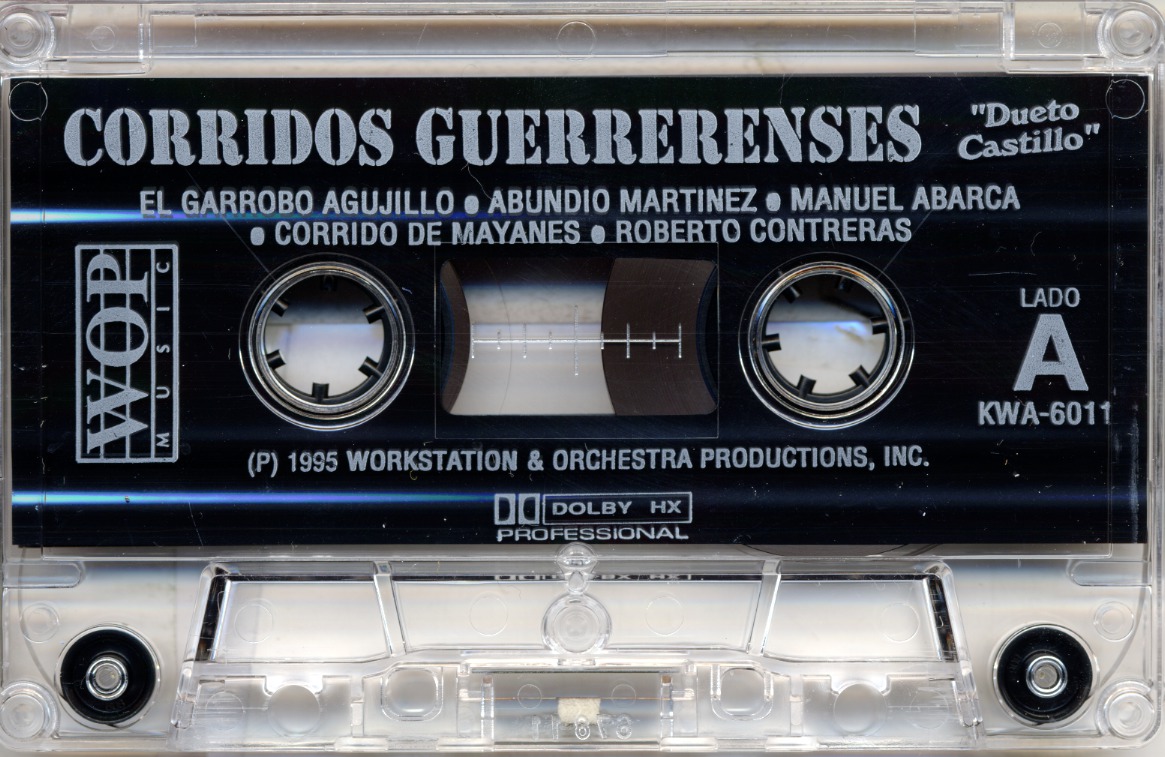 CORRIDOS GUERRERENSES
"Dueto
Castillo"
EL GARROBO AGUJILLO • ABUNDIO MARTINEZ • MANUEL ABARCA
• CORRIDO DE MAYANES • ROBERTO CONTRERAS
WOP
MUSIC
LADO
A
KWA-6011
(P) 1995 WORKSTATION & ORCHESTRA PRODUCTIONS, INC.
DOLBY HX
PROFESSIONAL